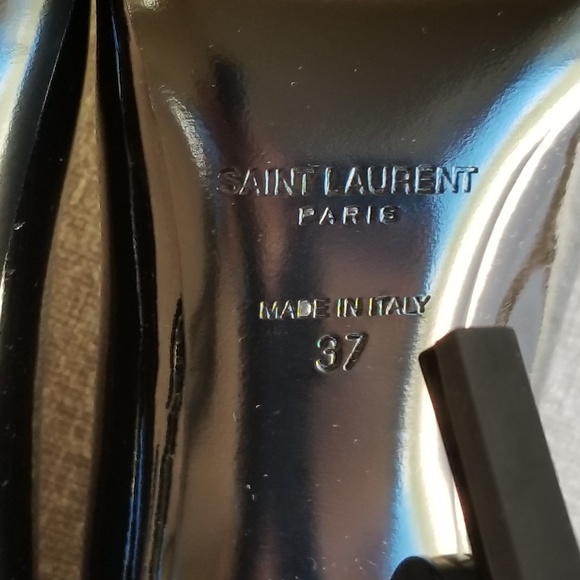 SAINT LAURENT
PARIS
MADE IN ITALY
37